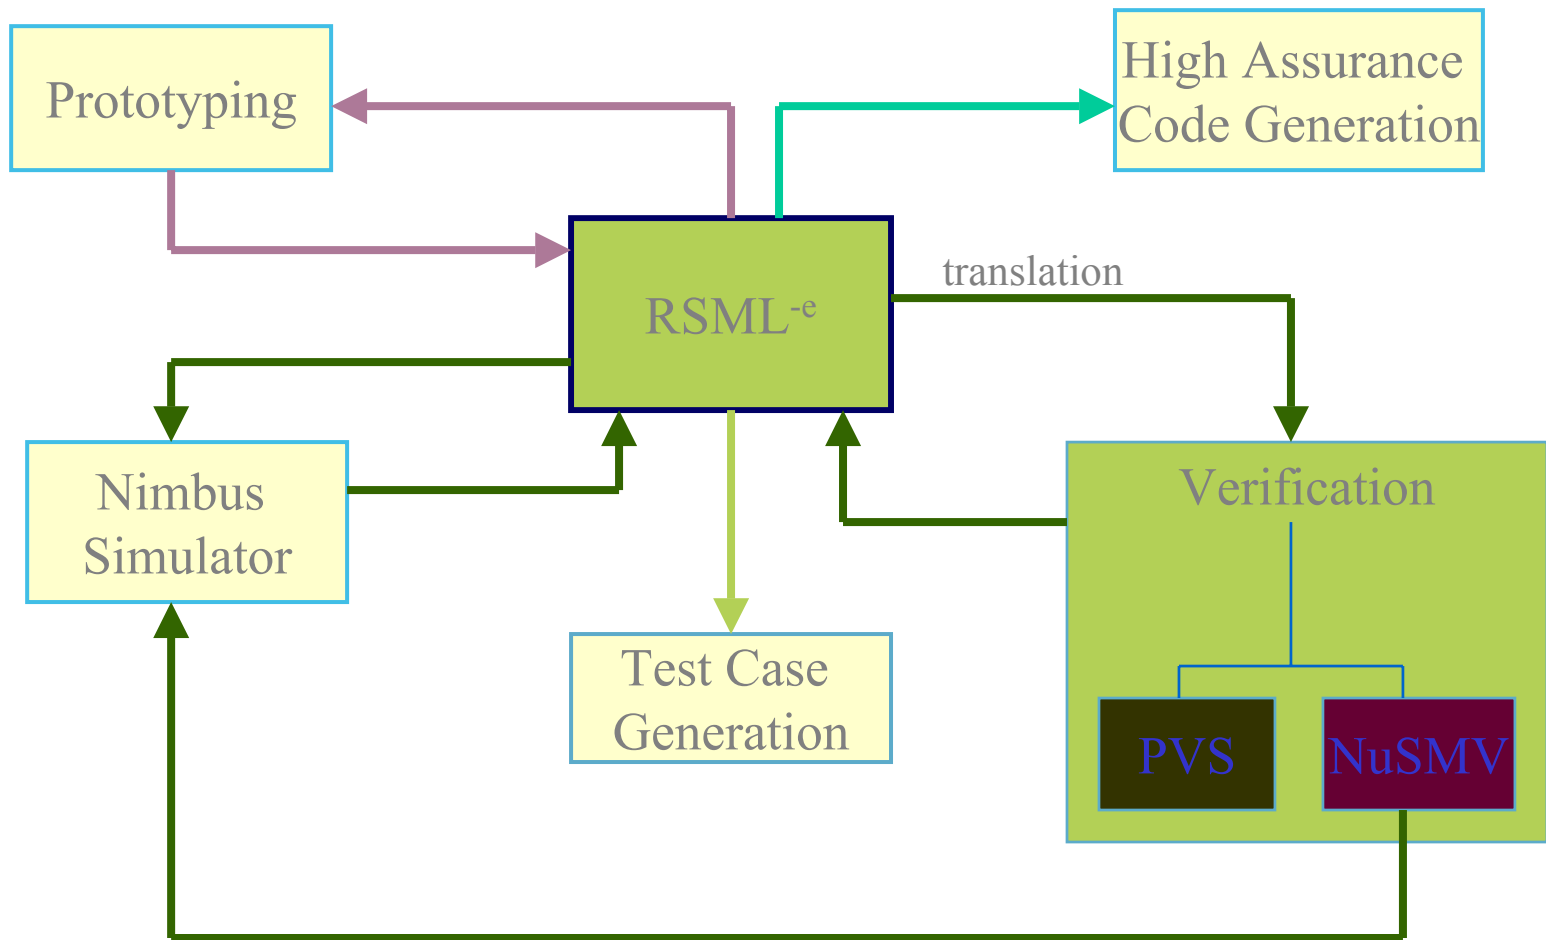 Prototyping
High Assurance
Code Generation
translation
RSML-e
Nimbus
Simulator
Verification
Test Case
Generation
PVS
NuSMV